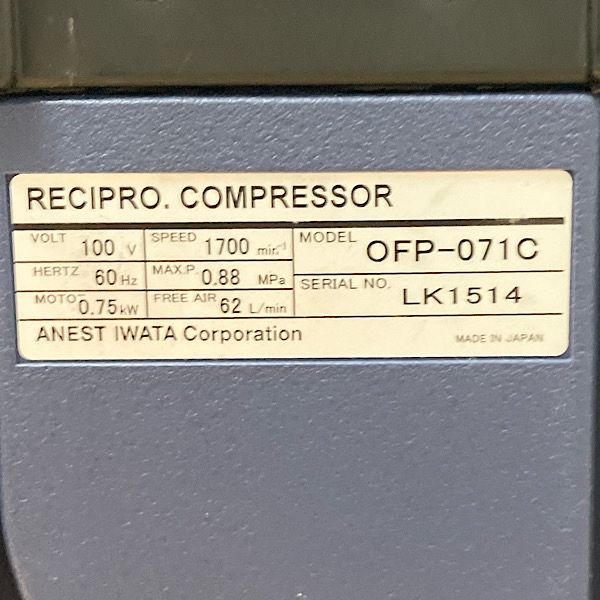 RECIPRO. COMPRESSOR
VOLT 100 V SPEED 1700 min⁻¹ MODEL OFP-071C
HERTZ 60 Hz MAX.P. 0.88 MPa SERIAL NO. LK1514
MOTO 0.75 kW FREE AIR 62 L/min
ANEST IWATA Corporation MADE IN JAPAN